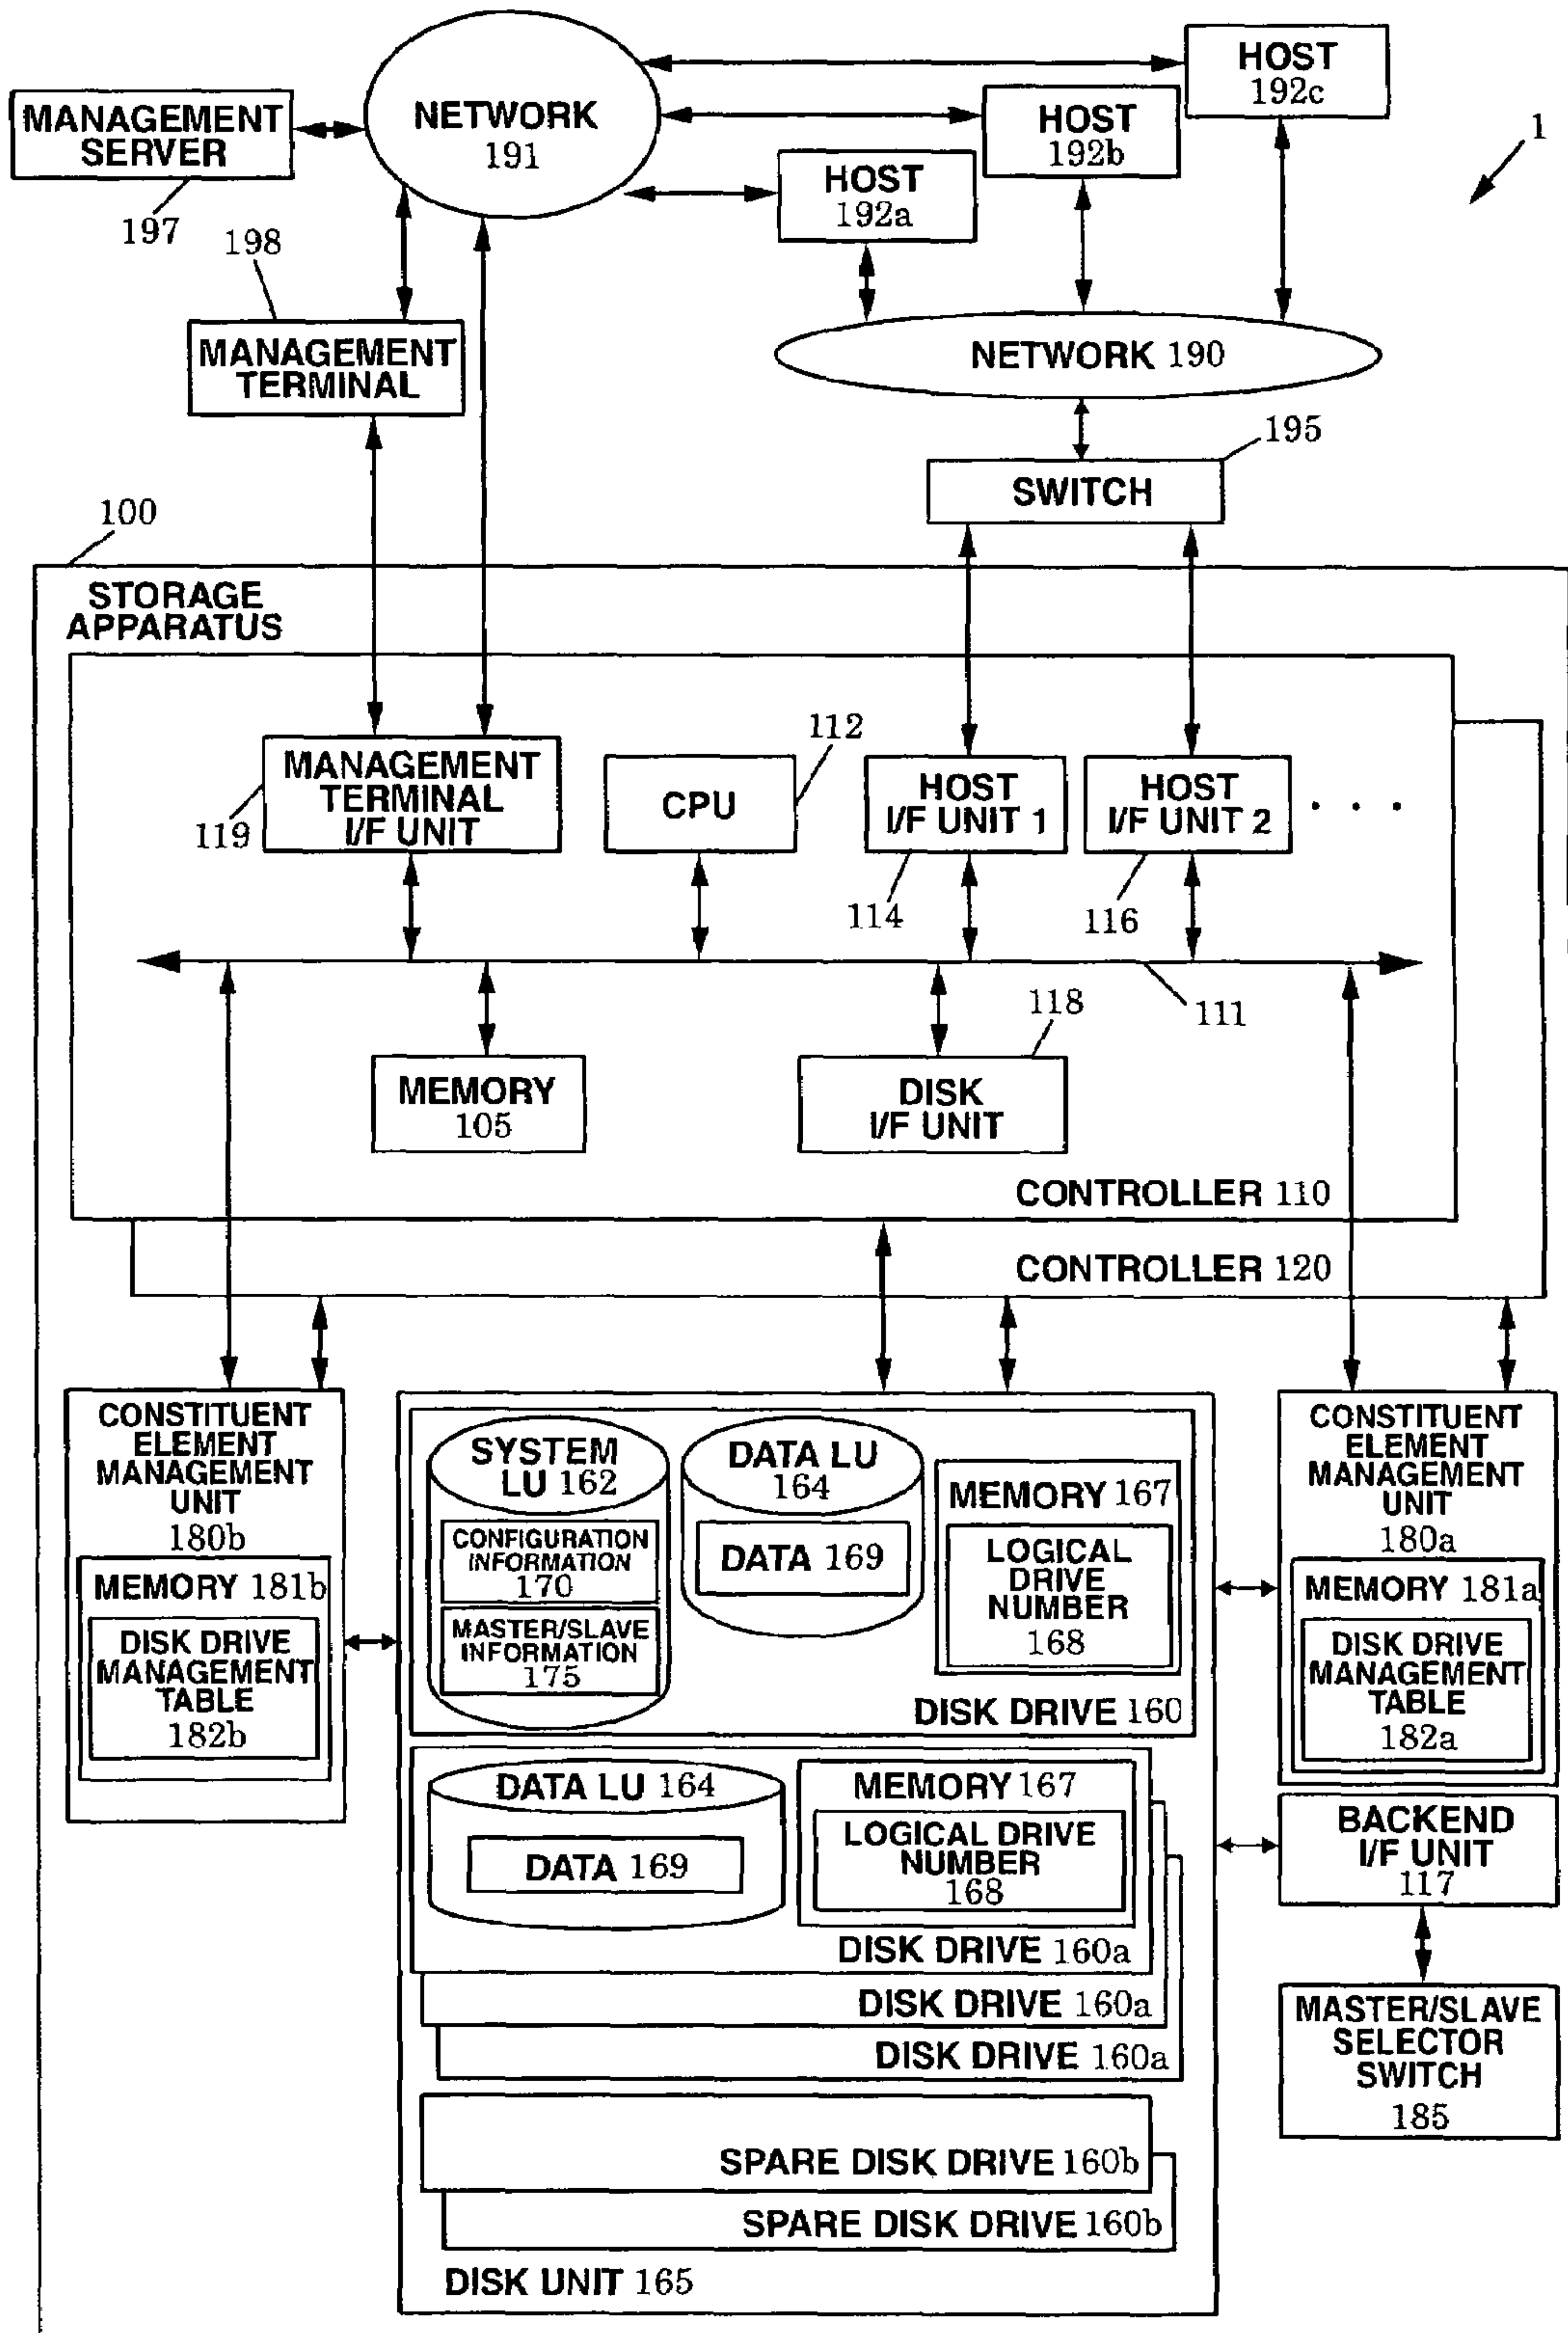 HOST
192c
1
NETWORK
191
HOST
192b
MANAGEMENT
SERVER
197
HOST
192a
198
MANAGEMENT
TERMINAL
NETWORK 190
195
SWITCH
100
STORAGE
APPARATUS
MANAGEMENT
TERMINAL
I/F UNIT
119
112
CPU
HOST
I/F UNIT 1
114
HOST
I/F UNIT 2
116
. . .
111
118
MEMORY
105
DISK
I/F UNIT
CONTROLLER 110
CONTROLLER 120
CONSTITUENT
ELEMENT
MANAGEMENT
UNIT
180b
MEMORY 181b
DISK DRIVE
MANAGEMENT
TABLE
182b
SYSTEM
LU 162
CONFIGURATION
INFORMATION
170
MASTER/SLAVE
INFORMATION
175
DATA LU
164
DATA 169
MEMORY 167
LOGICAL
DRIVE
NUMBER
168
DISK DRIVE 160
DATA LU 164
DATA 169
MEMORY 167
LOGICAL DRIVE
NUMBER
168
DISK DRIVE 160a
DISK DRIVE 160a
DISK DRIVE 160a
SPARE DISK DRIVE 160b
SPARE DISK DRIVE 160b
DISK UNIT 165
CONSTITUENT
ELEMENT
MANAGEMENT
UNIT
180a
MEMORY 181a
DISK DRIVE
MANAGEMENT
TABLE
182a
BACKEND
I/F UNIT
117
MASTER/SLAVE
SELECTOR
SWITCH
185